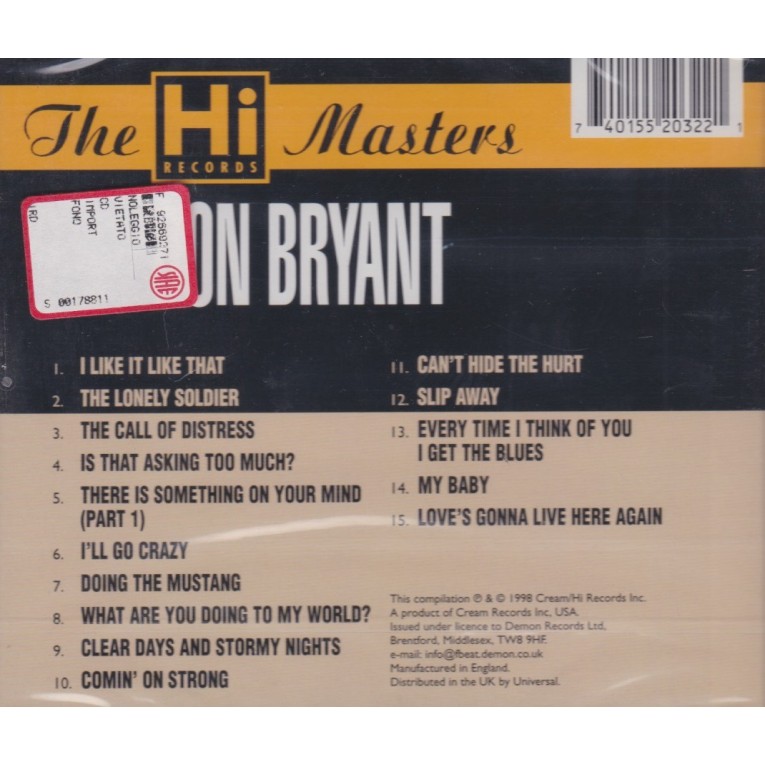 The Hi Masters
RECORDS
7 40155 20322 1
ON BRYANT
F 92660271
NOLEGGIO
VIETATO
CD
IMPORT
FONO
S 00178811
1. I LIKE IT LIKE THAT
2. THE LONELY SOLDIER
3. THE CALL OF DISTRESS
4. IS THAT ASKING TOO MUCH?
5. THERE IS SOMETHING ON YOUR MIND
(PART 1)
6. I'LL GO CRAZY
7. DOING THE MUSTANG
8. WHAT ARE YOU DOING TO MY WORLD?
9. CLEAR DAYS AND STORMY NIGHTS
10. COMIN' ON STRONG
11. CAN'T HIDE THE HURT
12. SLIP AWAY
13. EVERY TIME I THINK OF YOU
I GET THE BLUES
14. MY BABY
15. LOVE'S GONNA LIVE HERE AGAIN
This compilation ℗ & © 1998 Cream/Hi Records Inc.
A product of Cream Records Inc, USA.
Issued under licence to Demon Records Ltd,
Brentford, Middlesex, TW8 9HF.
e-mail: info@fbeat.demon.co.uk
Manufactured in England.
Distributed in the UK by Universal.